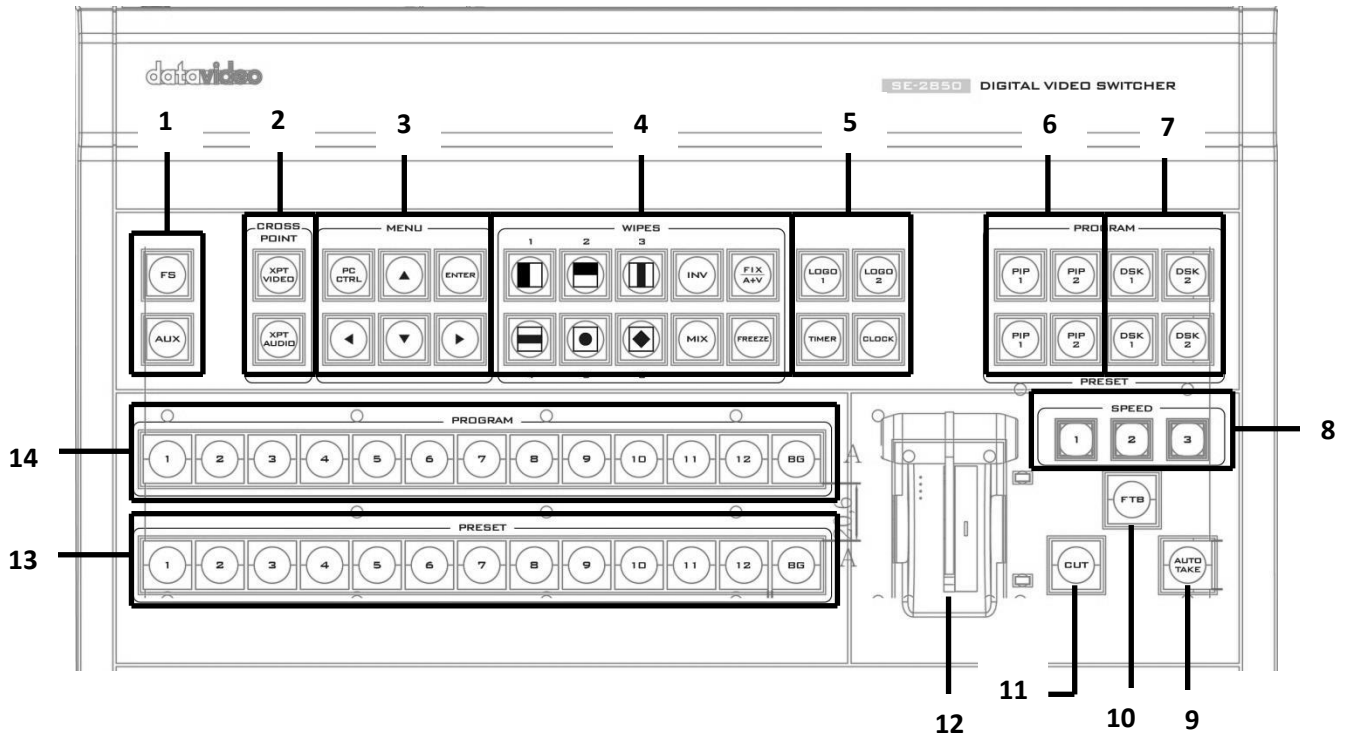 datavideo
SE-2850 DIGITAL VIDEO SWITCHER
1 2 3 4 5 6 7
CROSS POINT
MENU
WIPES
PROGRAM
1 2 3
FS
XPT VIDEO
PC CTRL
ENTER
INV
FIX A+V
LOGO 1
LOGO 2
PIP 1
PIP 2
DSK 1
DSK 2
AUX
XPT AUDIO
MIX
FREEZE
TIMER
CLOCK
PIP 1
PIP 2
DSK 1
DSK 2
PRESET
SPEED
1 2 3
8
PROGRAM
14
1 2 3 4 5 6 7 8 9 10 11 12 BG
A
FTB
PRESET
13
1 2 3 4 5 6 7 8 9 10 11 12 BG
A
CUT
AUTO TAKE
11
12
10
9